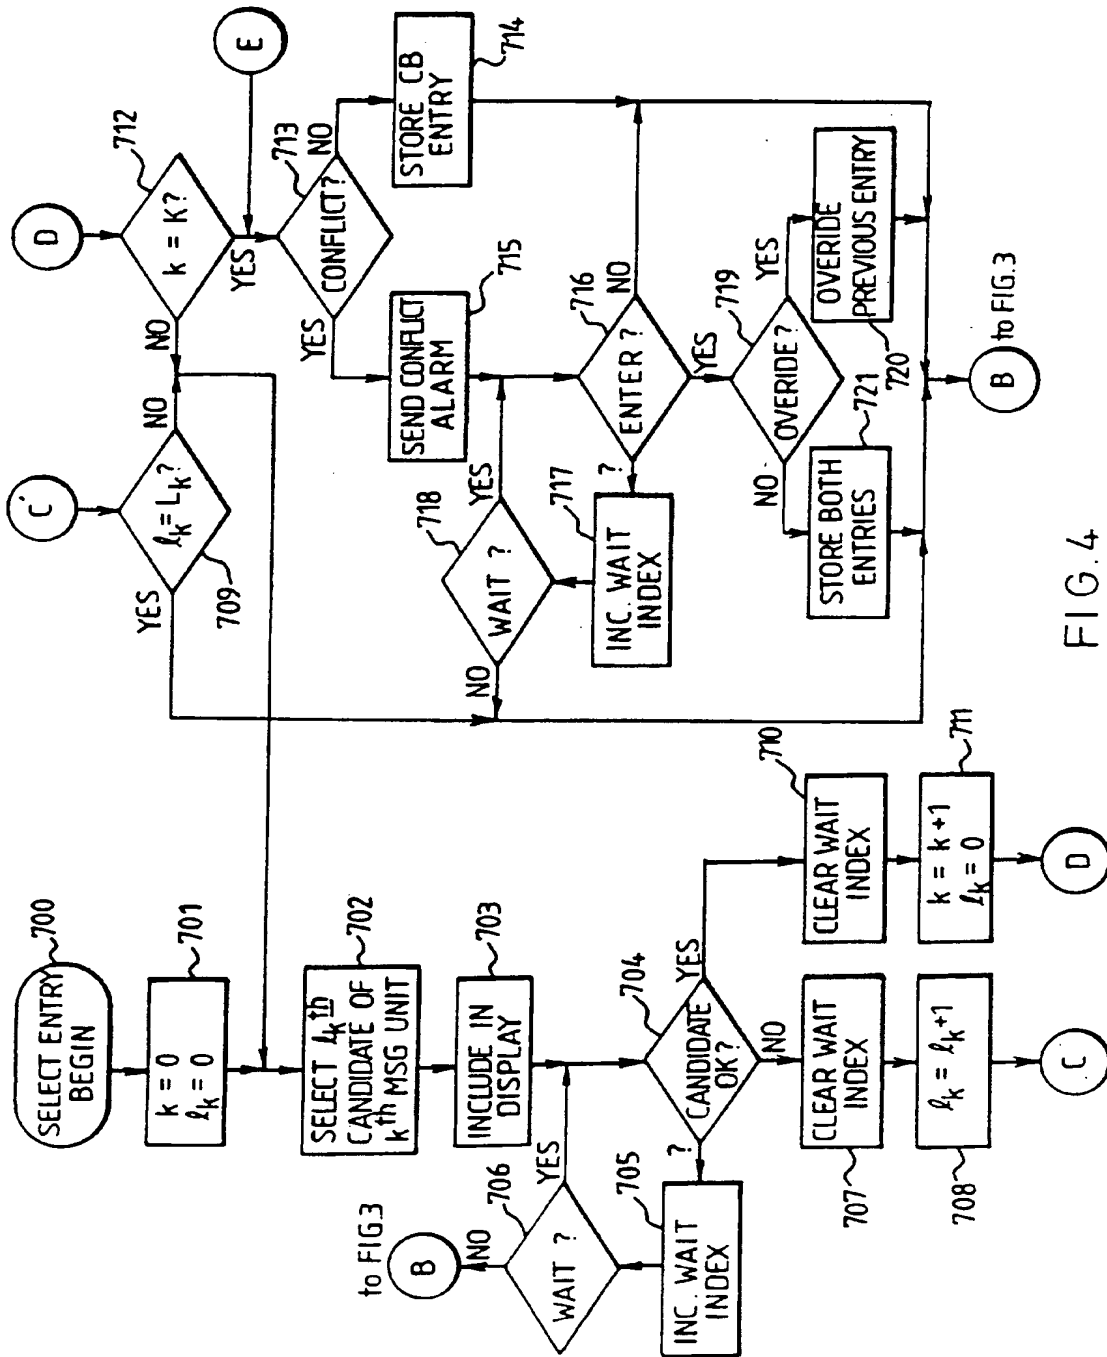 SELECT ENTRY
BEGIN
700
k = 0
ℓk = 0
701
SELECT ℓk th
CANDIDATE OF
k th MSG UNIT
702
INCLUDE IN
DISPLAY
703
CANDIDATE
OK?
704
YES
NO
?
INC. WAIT
INDEX
705
WAIT ?
706
YES
NO
B
to FIG.3
CLEAR WAIT
INDEX
707
ℓk = ℓk+1
708
C
CLEAR WAIT
INDEX
710
k = k+1
ℓk = 0
711
D
C
ℓk = Lk?
709
YES
NO
D
k = K?
712
NO
YES
E
CONFLICT?
713
YES
NO
STORE CB
ENTRY
714
SEND CONFLICT
ALARM
715
ENTER ?
716
NO
YES
?
INC. WAIT
INDEX
717
WAIT ?
718
YES
NO
OVERIDE?
719
YES
NO
OVERIDE
PREVIOUS ENTRY
720
STORE BOTH
ENTRIES
721
B
to FIG.3
FIG.4